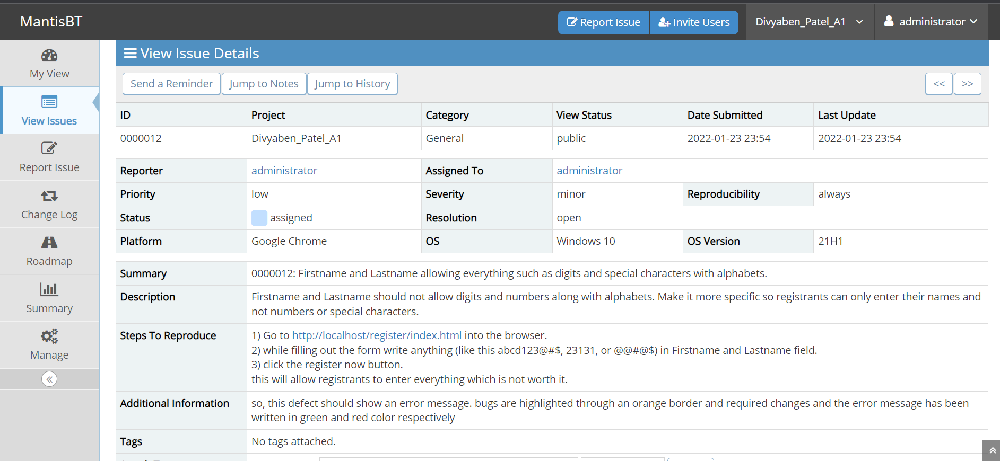 MantisBT
Report Issue
Invite Users
Divyaben_Patel_A1
administrator
My View
View Issues
Report Issue
Change Log
Roadmap
Summary
Manage
View Issue Details
Send a Reminder Jump to Notes Jump to History << >>
ID Project Category View Status Date Submitted Last Update
0000012 Divyaben_Patel_A1 General public 2022-01-23 23:54 2022-01-23 23:54
Reporter administrator Assigned To administrator
Priority low Severity minor Reproducibility always
Status assigned Resolution open
Platform Google Chrome OS Windows 10 OS Version 21H1
Summary 0000012: Firstname and Lastname allowing everything such as digits and special characters with alphabets.
Description Firstname and Lastname should not allow digits and numbers along with alphabets. Make it more specific so registrants can only enter their names and
not numbers or special characters.
Steps To Reproduce 1) Go to http://localhost/register/index.html into the browser.
2) while filling out the form write anything (like this abcd123@#$, 23131, or @@#@$) in Firstname and Lastname field.
3) click the register now button.
this will allow registrants to enter everything which is not worth it.
Additional Information so, this defect should show an error message. bugs are highlighted through an orange border and required changes and the error message has been
written in green and red color respectively
Tags No tags attached.